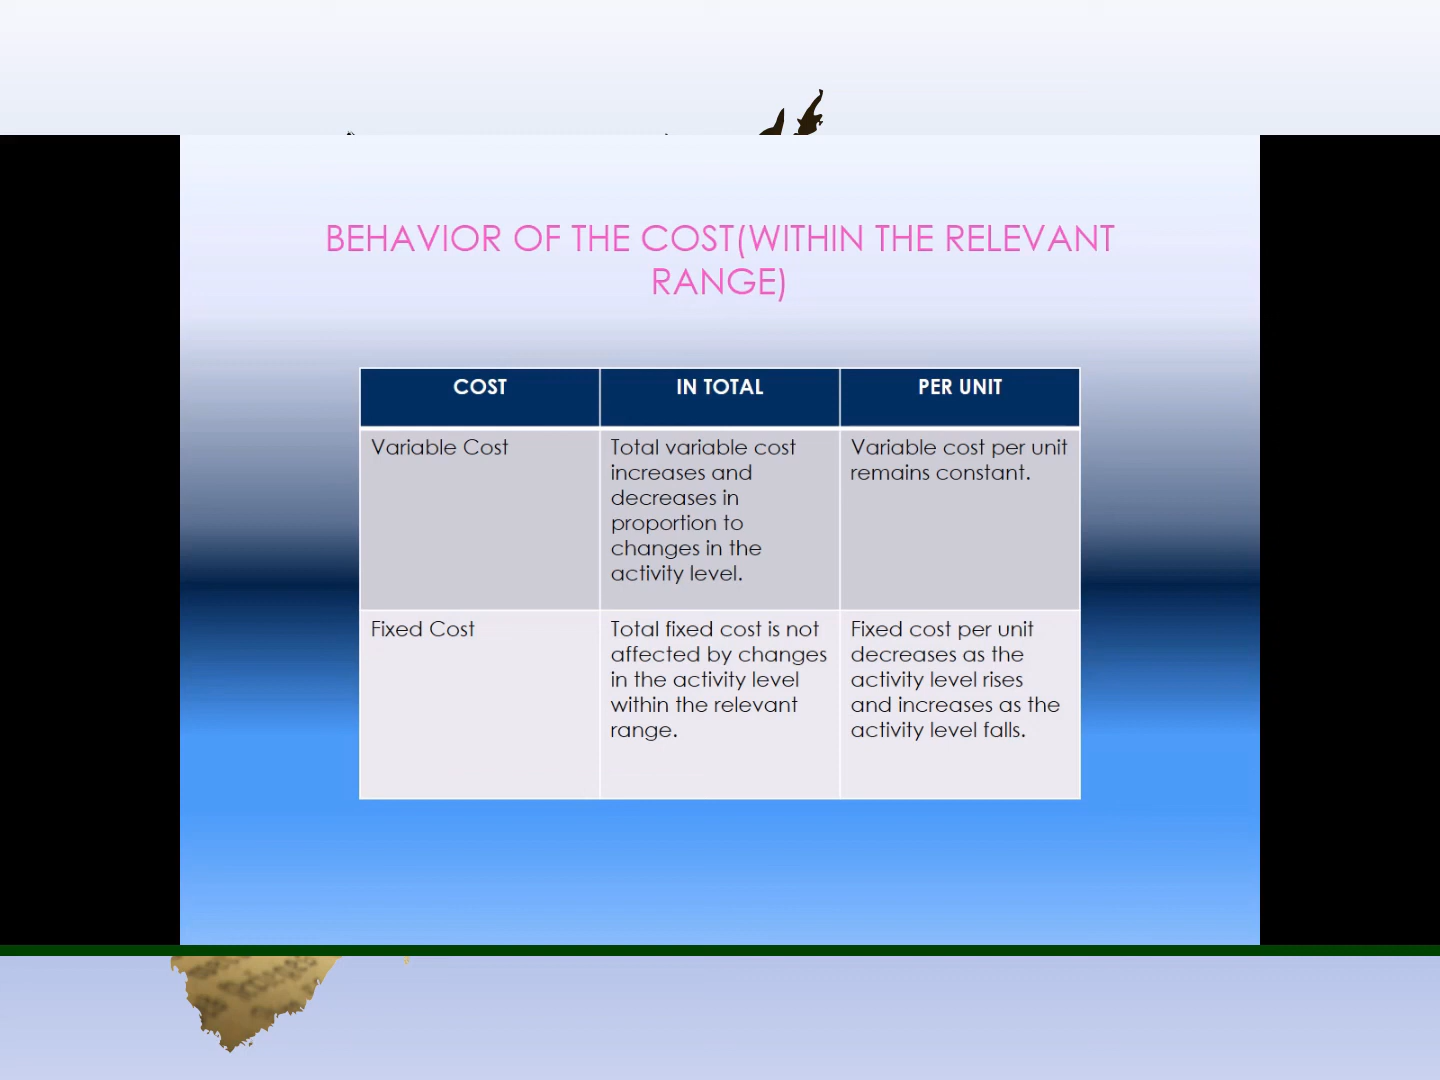 BEHAVIOR OF THE COST(WITHIN THE RELEVANT
RANGE)
COST
IN TOTAL
PER UNIT
Variable Cost
Total variable cost
increases and
decreases in
proportion to
changes in the
activity level.
Variable cost per unit
remains constant.
Fixed Cost
Total fixed cost is not
affected by changes
in the activity level
within the relevant
range.
Fixed cost per unit
decreases as the
activity level rises
and increases as the
activity level falls.